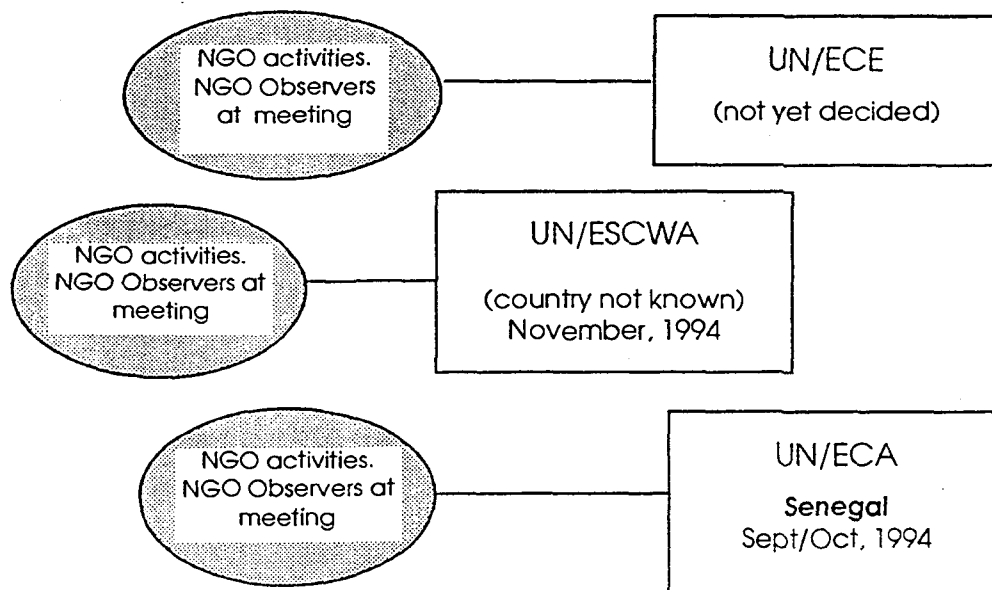 NGO activities.
NGO Observers
at meeting
UN/ECE
(not yet decided)
NGO activities.
NGO Observers at
meeting
UN/ESCWA
(country not known)
November, 1994
NGO activities.
NGO Observers at
meeting
UN/ECA
Senegal
Sept/Oct, 1994